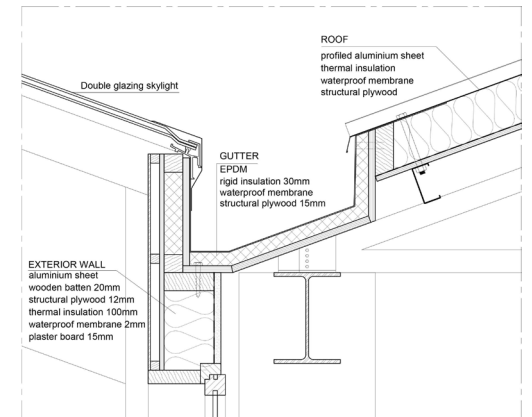 ROOF
profiled aluminium sheet
thermal insulation
waterproof membrane
structural plywood
Double glazing skylight
GUTTER
EPDM
rigid insulation 30mm
waterproof membrane
structural plywood 15mm
EXTERIOR WALL
aluminium sheet
wooden batten 20mm
structural plywood 12mm
thermal insulation 100mm
waterproof membrane 2mm
plaster board 15mm